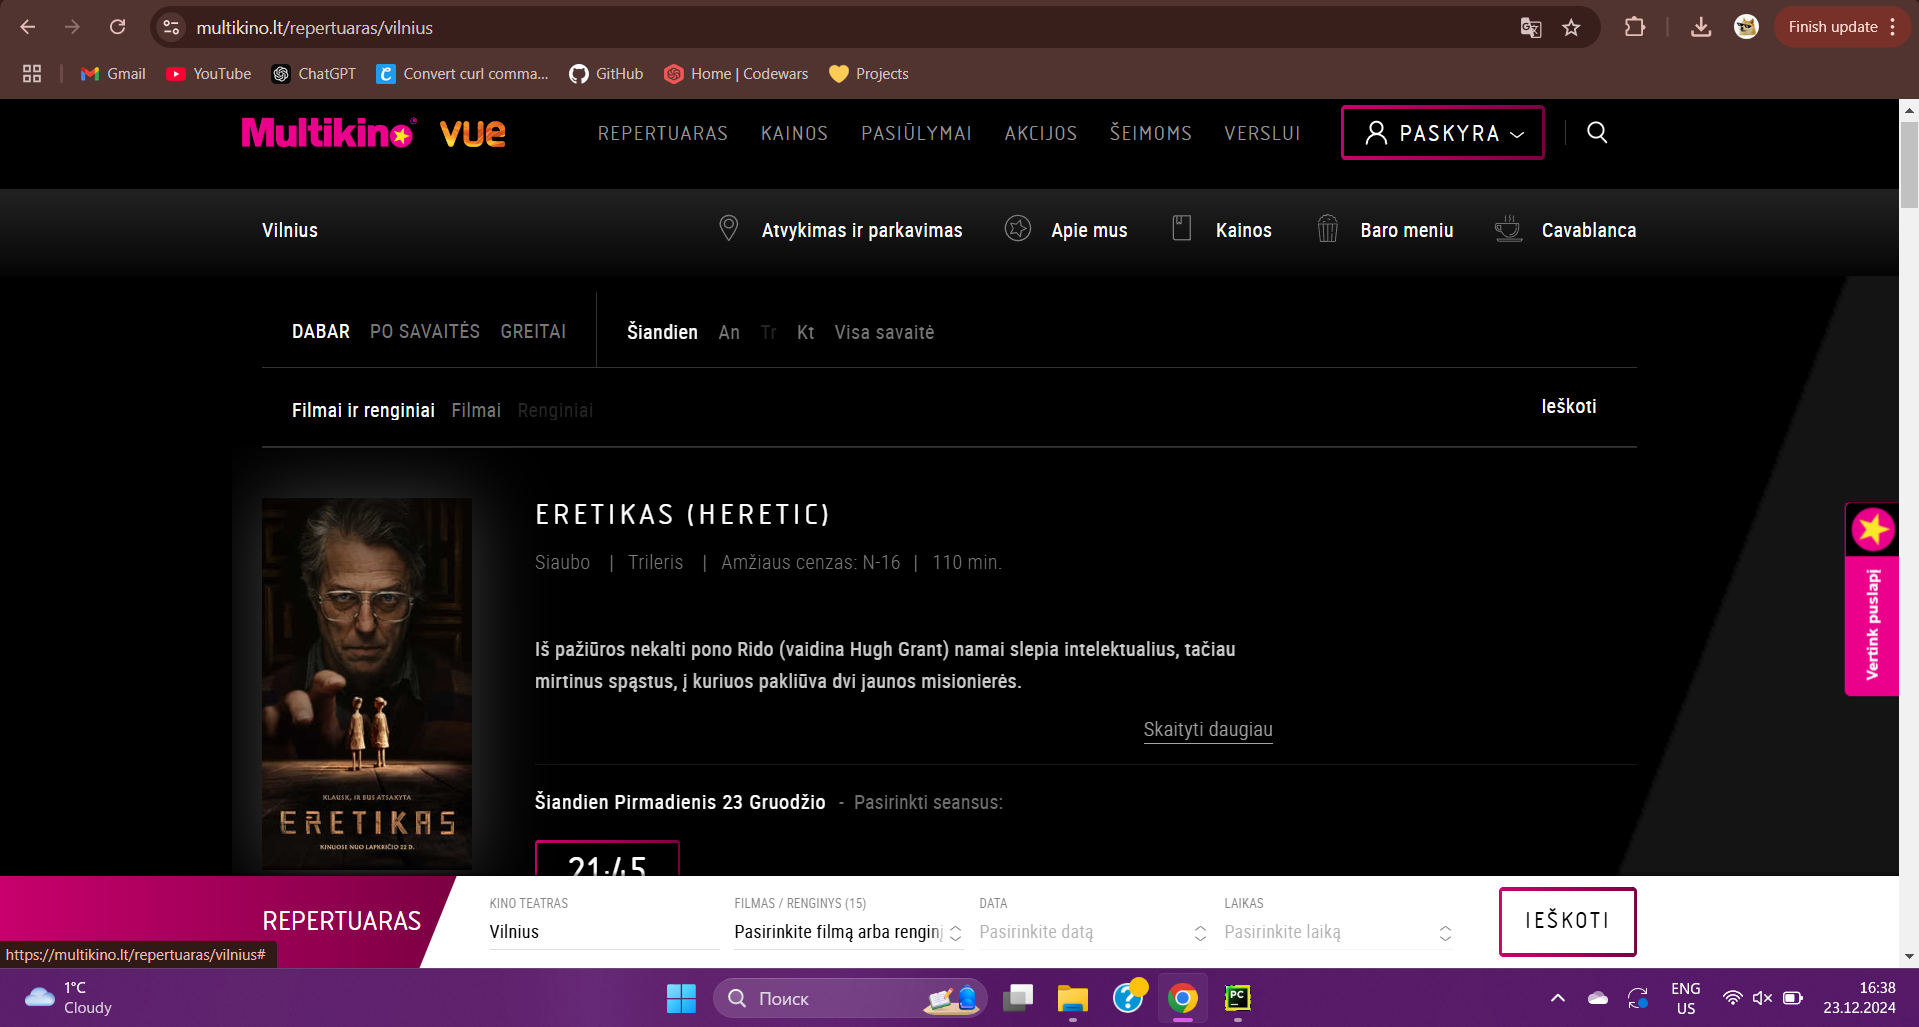 multikino.lt/repertuaras/vilnius
Finish update
Gmail
YouTube
ChatGPT
Convert curl comma...
GitHub
Home | Codewars
Projects
Multikino
vue
REPERTUARAS
KAINOS
PASIŪLYMAI
AKCIJOS
ŠEIMOMS
VERSLUI
PASKYRA
Vilnius
Atvykimas ir parkavimas
Apie mus
Kainos
Baro meniu
Cavablanca
DABAR
PO SAVAITĖS
GREITAI
Šiandien
An
Tr
Kt
Visa savaitė
Filmai ir renginiai
Filmai
Renginiai
Ieškoti
ERETIKAS (HERETIC)
Siaubo | Trileris | Amžiaus cenzas: N-16 | 110 min.
Iš pažiūros nekalti pono Rido (vaidina Hugh Grant) namai slepia intelektualius, tačiau
mirtinus spąstus, į kuriuos pakliūva dvi jaunos misionierės.
Skaityti daugiau
KLAUSK, IR BUS ATSAKYTA
ERETIKAS
KINUOSE NUO LAPKRIČIO 22 D.
Šiandien Pirmadienis 23 Gruodžio - Pasirinkti seansus:
21:45
Vertink puslapį
REPERTUARAS
KINO TEATRAS
Vilnius
FILMAS / RENGINYS (15)
Pasirinkite filmą arba renginį
DATA
Pasirinkite datą
LAIKAS
Pasirinkite laiką
IEŠKOTI
https://multikino.lt/repertuaras/vilnius#
1°C
Cloudy
Поиск
PC
ENG
US
16:38
23.12.2024